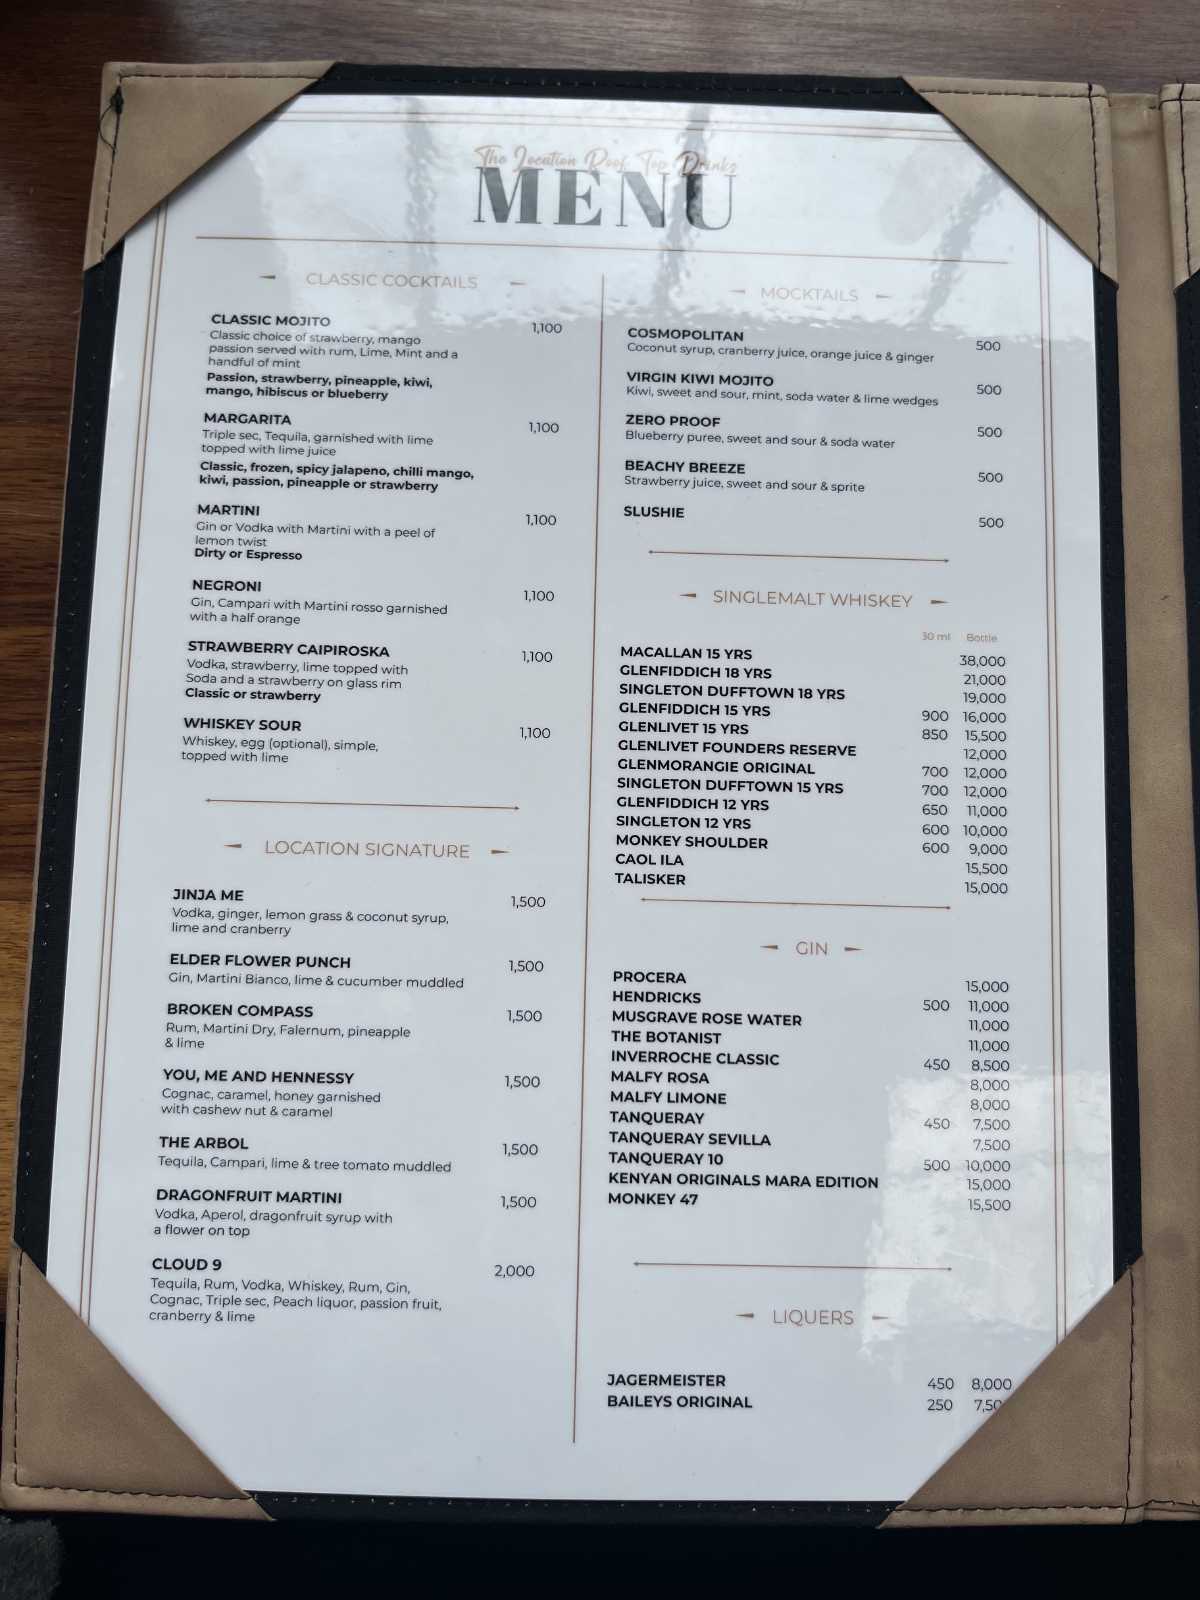 The Location Roof Top Drinks
MENU
CLASSIC COCKTAILS
CLASSIC MOJITO 1,100
Classic choice of strawberry, mango
passion served with rum, Lime, Mint and a
handful of mint
Passion, strawberry, pineapple, kiwi,
mango, hibiscus or blueberry
MARGARITA 1,100
Triple sec, Tequila, garnished with lime
topped with lime juice
Classic, frozen, spicy jalapeno, chilli mango,
kiwi, passion, pineapple or strawberry
MARTINI 1,100
Gin or Vodka with Martini with a peel of
lemon twist
Dirty or Espresso
NEGRONI 1,100
Gin, Campari with Martini rosso garnished
with a half orange
STRAWBERRY CAIPIROSKA 1,100
Vodka, strawberry, lime topped with
Soda and a strawberry on glass rim
Classic or strawberry
WHISKEY SOUR 1,100
Whiskey, egg (optional), simple,
topped with lime
LOCATION SIGNATURE
JINJA ME 1,500
Vodka, ginger, lemon grass & coconut syrup,
lime and cranberry
ELDER FLOWER PUNCH 1,500
Gin, Martini Bianco, lime & cucumber muddled
BROKEN COMPASS 1,500
Rum, Martini Dry, Falernum, pineapple
& lime
YOU, ME AND HENNESSY 1,500
Cognac, caramel, honey garnished
with cashew nut & caramel
THE ARBOL 1,500
Tequila, Campari, lime & tree tomato muddled
DRAGONFRUIT MARTINI 1,500
Vodka, Aperol, dragonfruit syrup with
a flower on top
CLOUD 9 2,000
Tequila, Rum, Vodka, Whiskey, Rum, Gin,
Cognac, Triple sec, Peach liquor, passion fruit,
cranberry & lime
MOCKTAILS
COSMOPOLITAN 500
Coconut syrup, cranberry juice, orange juice & ginger
VIRGIN KIWI MOJITO 500
Kiwi, sweet and sour, mint, soda water & lime wedges
ZERO PROOF 500
Blueberry puree, sweet and sour & soda water
BEACHY BREEZE 500
Strawberry juice, sweet and sour & sprite
SLUSHIE 500
SINGLEMALT WHISKEY
30 ml Bottle
MACALLAN 15 YRS 38,000
GLENFIDDICH 18 YRS 21,000
SINGLETON DUFFTOWN 18 YRS 19,000
GLENFIDDICH 15 YRS 900 16,000
GLENLIVET 15 YRS 850 15,500
GLENLIVET FOUNDERS RESERVE 12,000
GLENMORANGIE ORIGINAL 700 12,000
SINGLETON DUFFTOWN 15 YRS 700 12,000
GLENFIDDICH 12 YRS 650 11,000
SINGLETON 12 YRS 600 10,000
MONKEY SHOULDER 600 9,000
CAOL ILA 15,500
TALISKER 15,000
GIN
PROCERA 15,000
HENDRICKS 500 11,000
MUSGRAVE ROSE WATER 11,000
THE BOTANIST 11,000
INVERROCHE CLASSIC 450 8,500
MALFY ROSA 8,000
MALFY LIMONE 8,000
TANQUERAY 450 7,500
TANQUERAY SEVILLA 7,500
TANQUERAY 10 500 10,000
KENYAN ORIGINALS MARA EDITION 15,000
MONKEY 47 15,500
LIQUERS
JAGERMEISTER 450 8,000
BAILEYS ORIGINAL 250 7,50